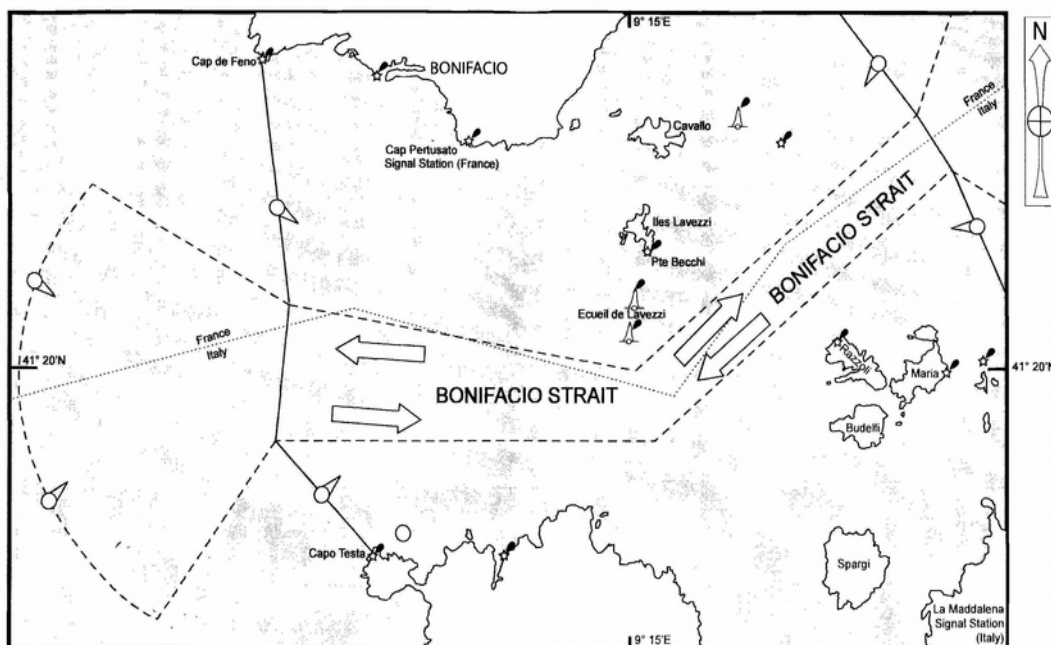 9° 15'E
N
Cap de Feno
BONIFACIO
France
Italy
Cap Pertusato
Signal Station (France)
Cavallo
Iles Lavezzi
Pte Becchi
BONIFACIO STRAIT
Ecueil de Lavezzi
France
Italy
41° 20'N
41° 20'N
Razzoli
Maria
BONIFACIO STRAIT
Budelli
Capo Testa
Spargi
La Maddalena
Signal Station
(Italy)
9° 15'E